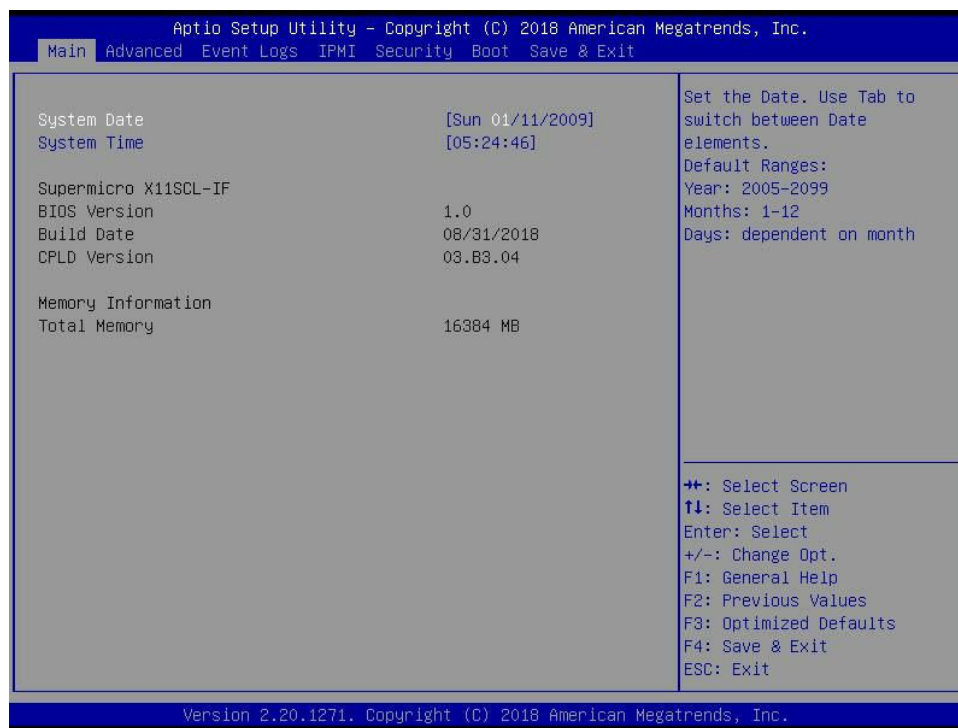 Aptio Setup Utility – Copyright (C) 2018 American Megatrends, Inc.
Main Advanced Event Logs IPMI Security Boot Save & Exit
System Date [Sun 01/11/2009]
System Time [05:24:46]
Supermicro X11SCL-IF
BIOS Version 1.0
Build Date 08/31/2018
CPLD Version 03.B3.04
Memory Information
Total Memory 16384 MB
Set the Date. Use Tab to
switch between Date
elements.
Default Ranges:
Year: 2005-2099
Months: 1-12
Days: dependent on month
→←: Select Screen
↑↓: Select Item
Enter: Select
+/-: Change Opt.
F1: General Help
F2: Previous Values
F3: Optimized Defaults
F4: Save & Exit
ESC: Exit
Version 2.20.1271. Copyright (C) 2018 American Megatrends, Inc.